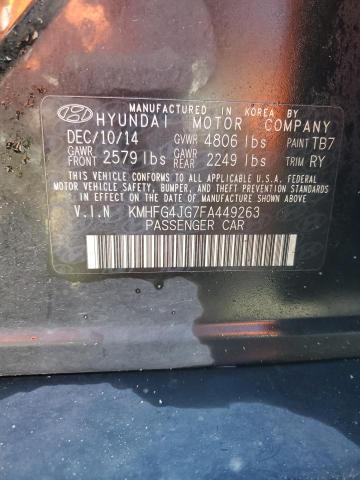 MANUFACTURED IN KOREA BY
HYUNDAI MOTOR COMPANY
DEC/10/14 GVWR 4806 lbs PAINT TB7
GAWR FRONT 2579 lbs GAWR REAR 2249 lbs TRIM RY
THIS VEHICLE CONFORMS TO ALL APPLICABLE U.S. FEDERAL
MOTOR VEHICLE SAFETY, BUMPER, AND THEFT PREVENTION
STANDARDS IN EFFECT ON THE DATE OF MANUFACTURE SHOWN ABOVE.
V.I.N KMHFG4JG7FA449263
PASSENGER CAR